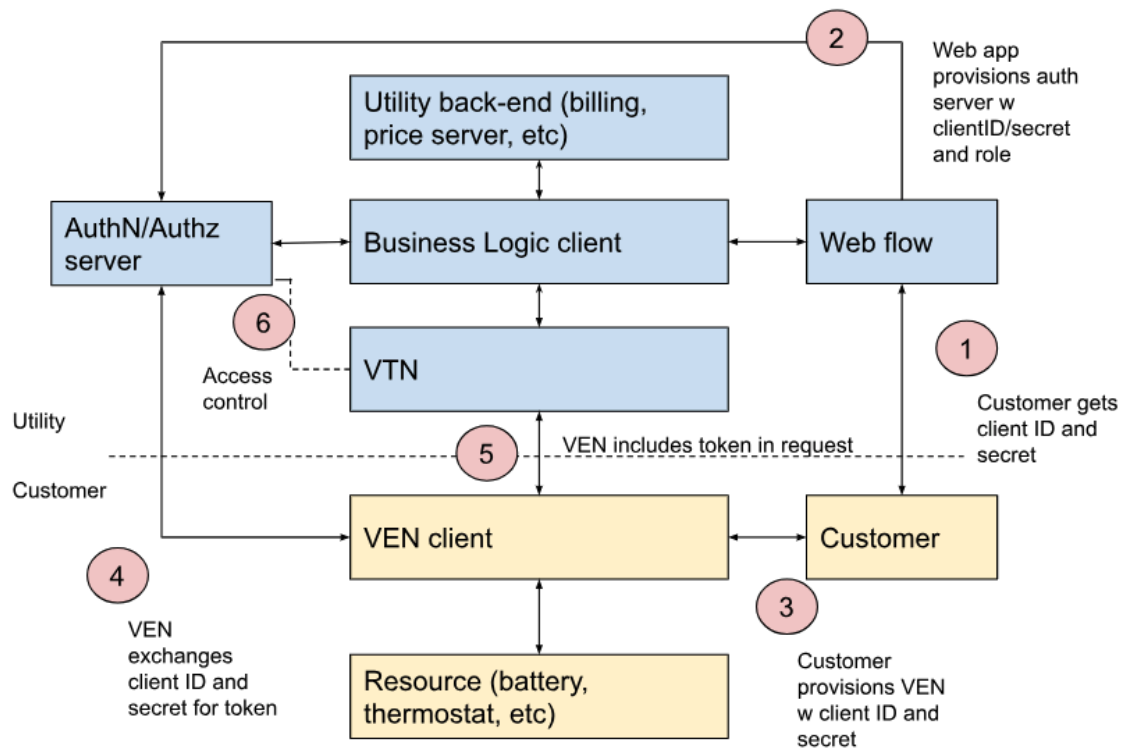 2
Web app
provisions auth
server w
clientID/secret
and role
Utility back-end (billing,
price server, etc)
AuthN/Authz
server
Business Logic client
Web flow
6
Access
control
VTN
1
Customer gets
client ID and
secret
Utility
5
VEN includes token in request
Customer
VEN client
Customer
4
VEN
exchanges
client ID and
secret for token
3
Customer
provisions VEN
w client ID and
secret
Resource (battery,
thermostat, etc)